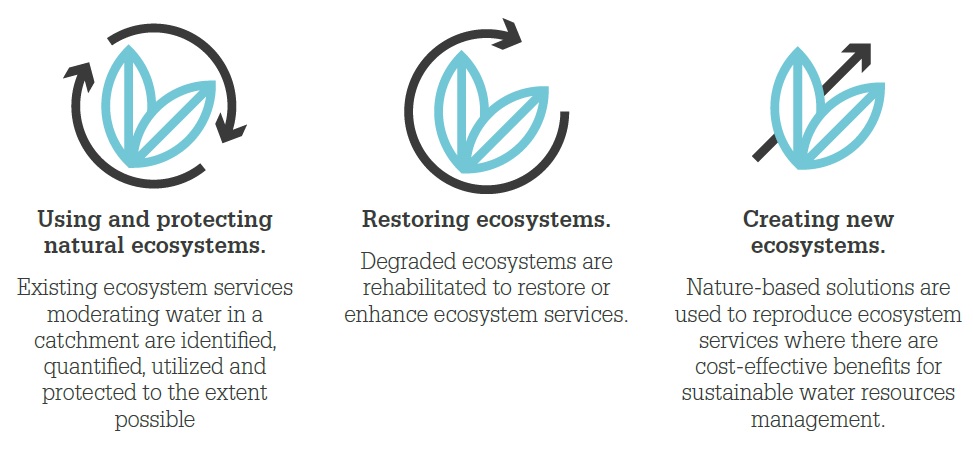 Using and protecting
natural ecosystems.
Existing ecosystem services
moderating water in a
catchment are identified,
quantified, utilized and
protected to the extent
possible
Restoring ecosystems.
Degraded ecosystems are
rehabilitated to restore or
enhance ecosystem services.
Creating new
ecosystems.
Nature-based solutions are
used to reproduce ecosystem
services where there are
cost-effective benefits for
sustainable water resources
management.